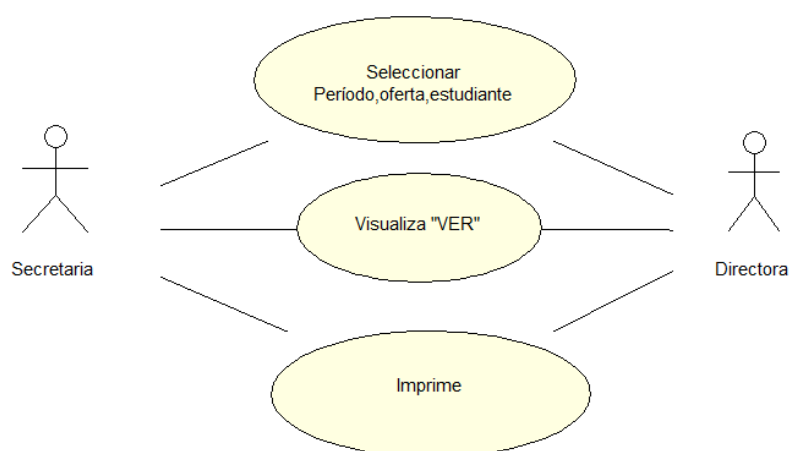 Seleccionar
Período,oferta,estudiante
Visualiza "VER"
Secretaria
Directora
Imprime